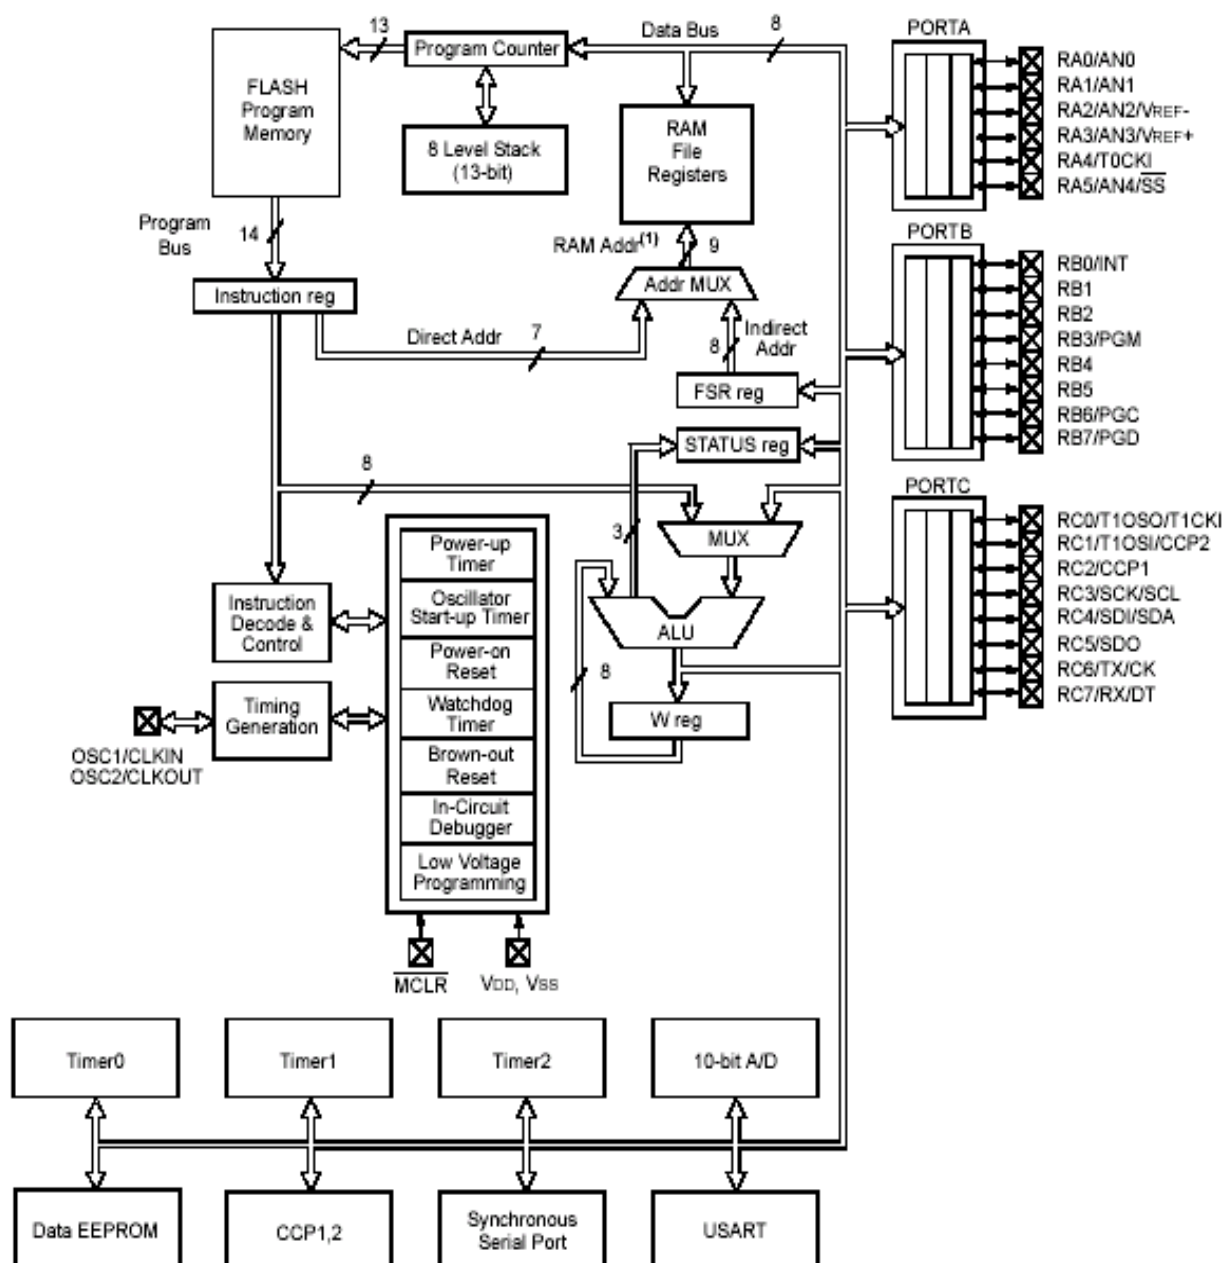 13
Data Bus
8
PORTA
FLASH
Program
Memory
Program Counter
8 Level Stack
(13-bit)
RAM
File
Registers
RA0/AN0
RA1/AN1
RA2/AN2/VREF-
RA3/AN3/VREF+
RA4/T0CKI
RA5/AN4/SS
Program
Bus
14
RAM Addr(1)
9
PORTB
Instruction reg
Addr MUX
Direct Addr
7
8
Indirect
Addr
FSR reg
STATUS reg
RB0/INT
RB1
RB2
RB3/PGM
RB4
RB5
RB6/PGC
RB7/PGD
8
3
MUX
PORTC
Power-up
Timer
Oscillator
Start-up Timer
Power-on
Reset
Watchdog
Timer
Brown-out
Reset
In-Circuit
Debugger
Low Voltage
Programming
Instruction
Decode &
Control
Timing
Generation
OSC1/CLKIN
OSC2/CLKOUT
ALU
8
W reg
RC0/T1OSO/T1CKI
RC1/T1OSI/CCP2
RC2/CCP1
RC3/SCK/SCL
RC4/SDI/SDA
RC5/SDO
RC6/TX/CK
RC7/RX/DT
MCLR
VDD, VSS
Timer0
Timer1
Timer2
10-bit A/D
Data EEPROM
CCP1,2
Synchronous
Serial Port
USART